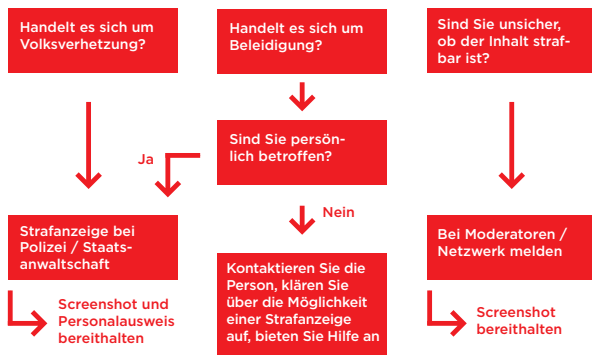 Handelt es sich um
Volksverhetzung?
Handelt es sich um
Beleidigung?
Sind Sie unsicher,
ob der Inhalt straf-
bar ist?
Sind Sie persön-
lich betroffen?
Ja
Nein
Strafanzeige bei
Polizei / Staats-
anwaltschaft
Kontaktieren Sie die
Person, klären Sie
über die Möglichkeit
einer Strafanzeige
auf, bieten Sie Hilfe an
Bei Moderatoren /
Netzwerk melden
Screenshot und
Personalausweis
bereithalten
Screenshot
bereithalten